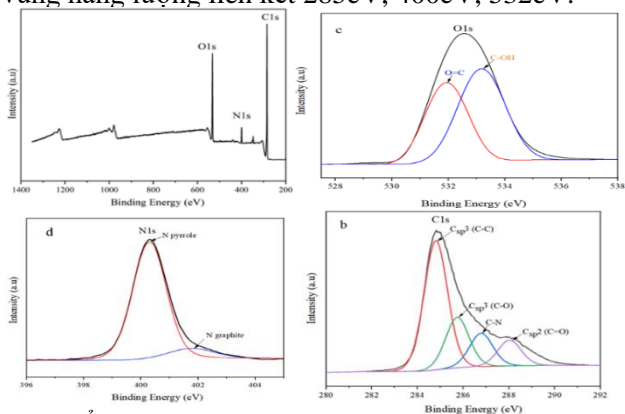 vùng năng lượng liên kết 285eV, 400eV, 532eV.
C1s
O1s
N1s
Intensity (a.u)
1400 1200 1000 800 600 400 200
Binding Energy (eV)
c
O1s
O=C
C-OH
Intensity (a.u)
528 530 532 534 536 538
Binding Energy (eV)
d
N1s
N pyrrole
N graphite
Intensity (a.u)
396 398 400 402 404
Binding Energy (eV)
b
C1s
Csp3 (C-C)
Csp3 (C-O)
C-N
Csp2 (C=O)
Intensity (a.u)
280 282 284 286 288 290 292
Binding Energy (eV)